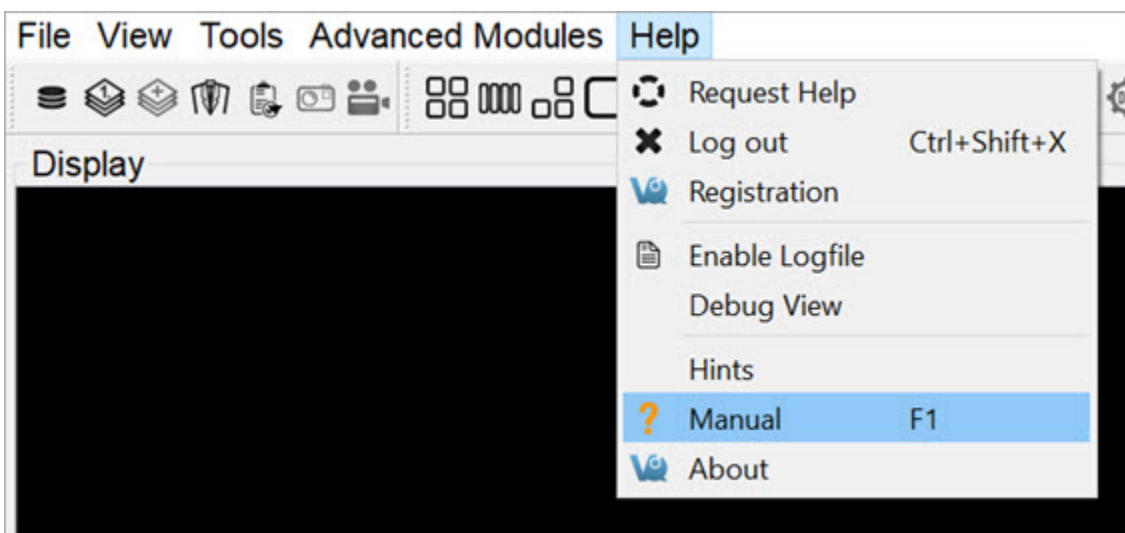 File View Tools Advanced Modules Help
Request Help
Log out Ctrl+Shift+X
Registration
Display
Enable Logfile
Debug View
Hints
Manual F1
About